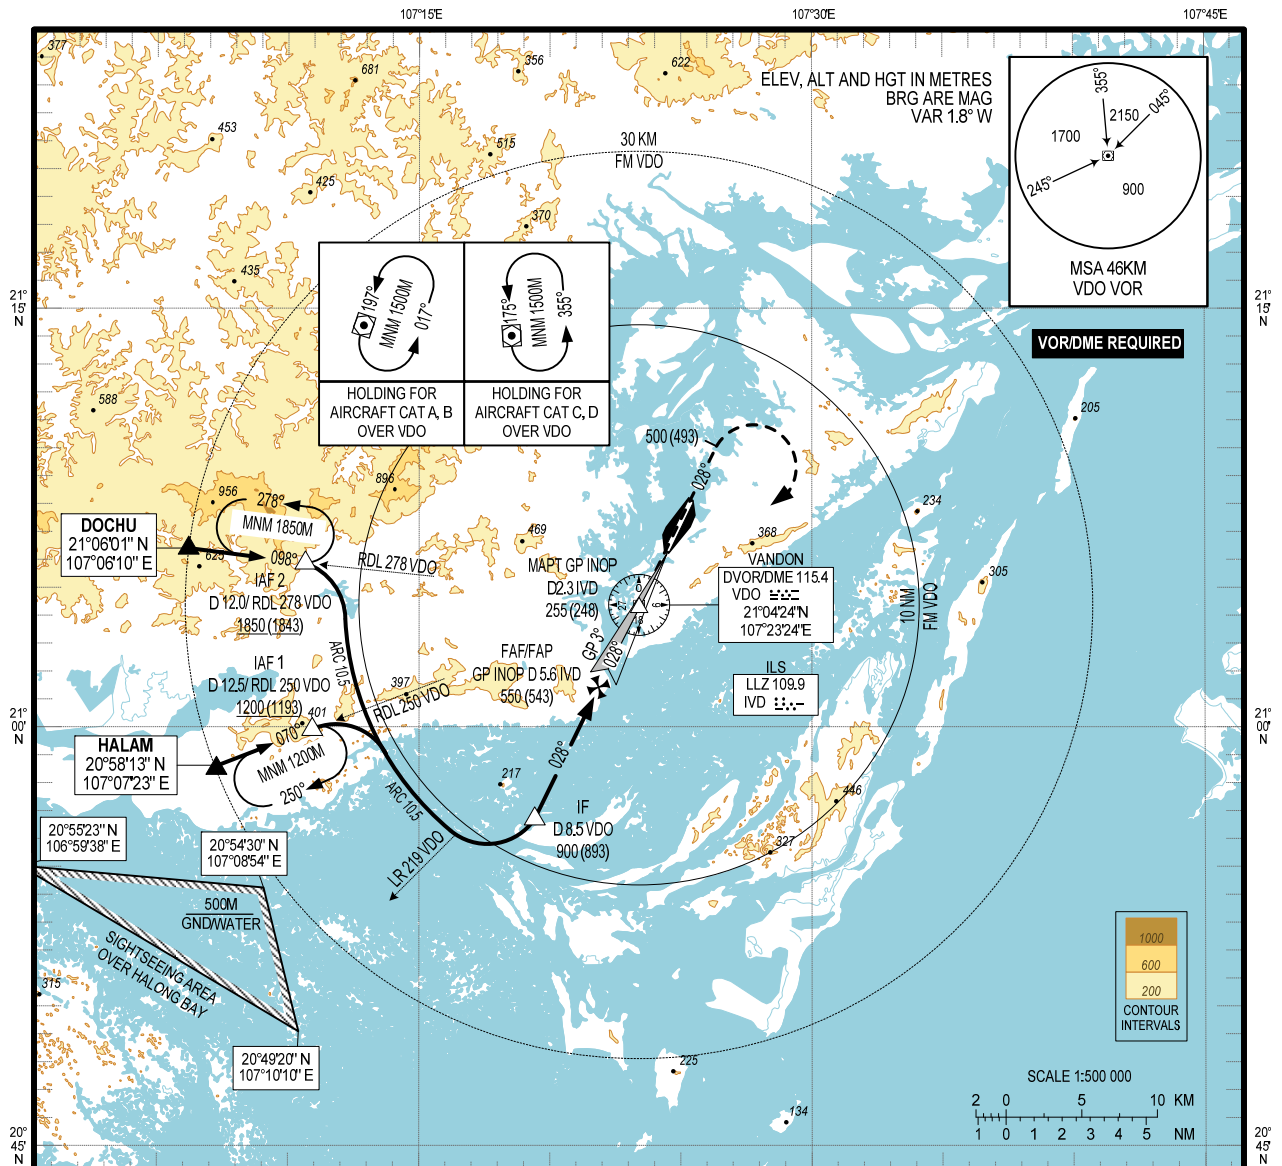 107°15'E
107°30'E
107°45'E
377
681
356
622
453
515
425
370
435
588
ELEV, ALT AND HGT IN METRES
BRG ARE MAG
VAR 1.8° W
30 KM
FM VDO
355°
045°
2150
1700
245°
900
MSA 46KM
VDO VOR
21°
15'
N
21°
15'
N
VOR/DME REQUIRED
197°
MNM 1500M
017°
HOLDING FOR
AIRCRAFT CAT A, B
OVER VDO
175°
MNM 1500M
355°
HOLDING FOR
AIRCRAFT CAT C, D
OVER VDO
205
500 (493)
028°
896
956
278°
MNM 1850M
234
DOCHU
21°06'01" N
107°06'10" E
625
098°
RDL 278 VDO
469
368
IAF 2
D 12.0/ RDL 278 VDO
1850 (1843)
MAPT GP INOP
D2.3 IVD
255 (248)
VANDON
DVOR/DME 115.4
VDO
21°04'24"N
107°23'24"E
305
10 NM
FM VDO
0
9
18
27
GP 3°
028°
ARC 10.5
FAF/FAP
GP INOP D 5.6 IVD
550 (543)
IAF 1
D 12.5/ RDL 250 VDO
1200 (1193)
397
RDL 250 VDO
401
ILS
LLZ 109.9
IVD
21°
00'
N
21°
00'
N
HALAM
20°58'13" N
107°07'23" E
070°
MNM 1200M
250°
028°
217
ARC 10.5
446
IF
D 8.5 VDO
900 (893)
327
LR 219 VDO
20°55'23" N
106°59'38" E
20°54'30" N
107°08'54" E
500M
GND/WATER
SIGHTSEEING AREA
OVER HALONG BAY
315
20°49'20" N
107°10'10" E
1000
600
200
CONTOUR
INTERVALS
225
134
SCALE 1:500 000
2 0 5 10 KM
1 0 1 2 3 4 5 NM
20°
45'
N
20°
45'
N